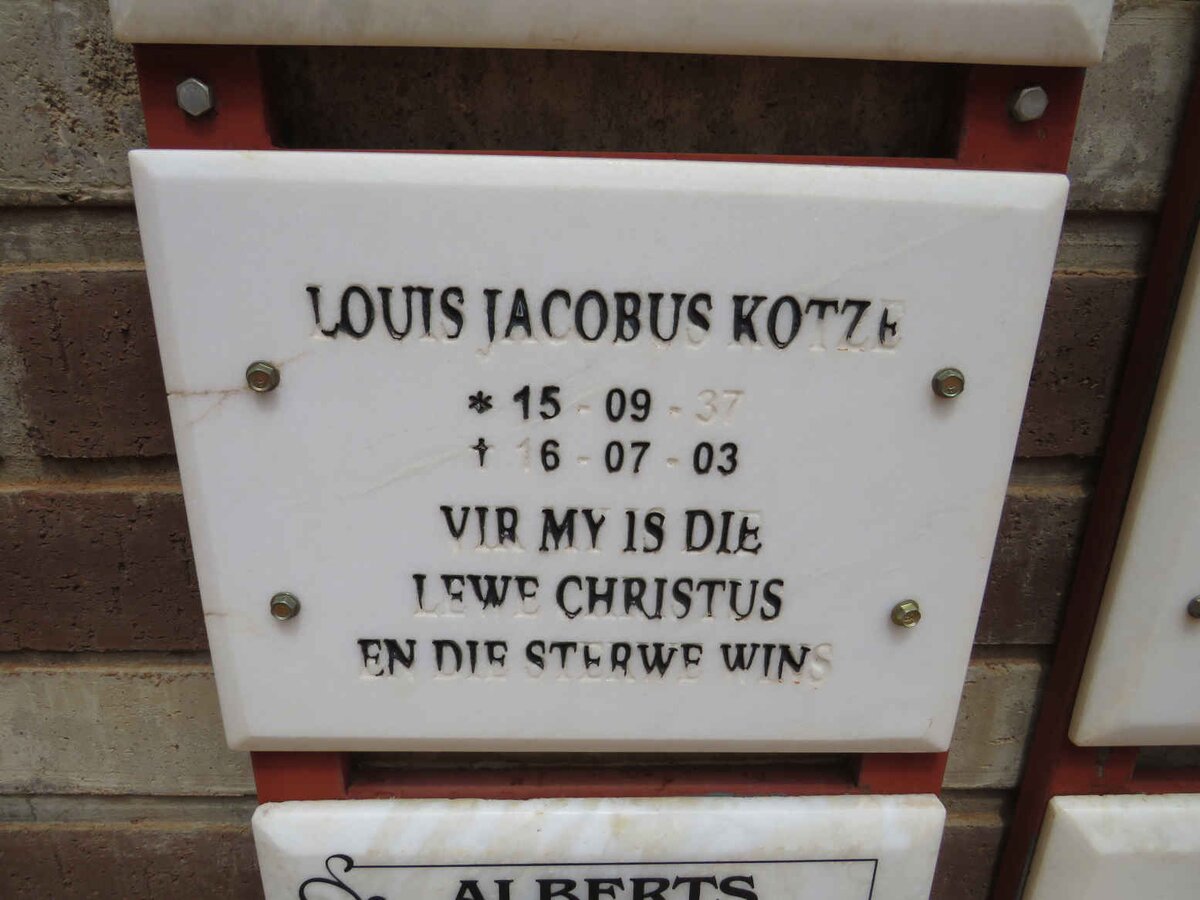 LOUIS JACOBUS KOTZE
* 15 - 09 - 37
† 16 - 07 - 03
VIR MY IS DIE
LEWE CHRISTUS
EN DIE STERWE WINS
ALBERTS